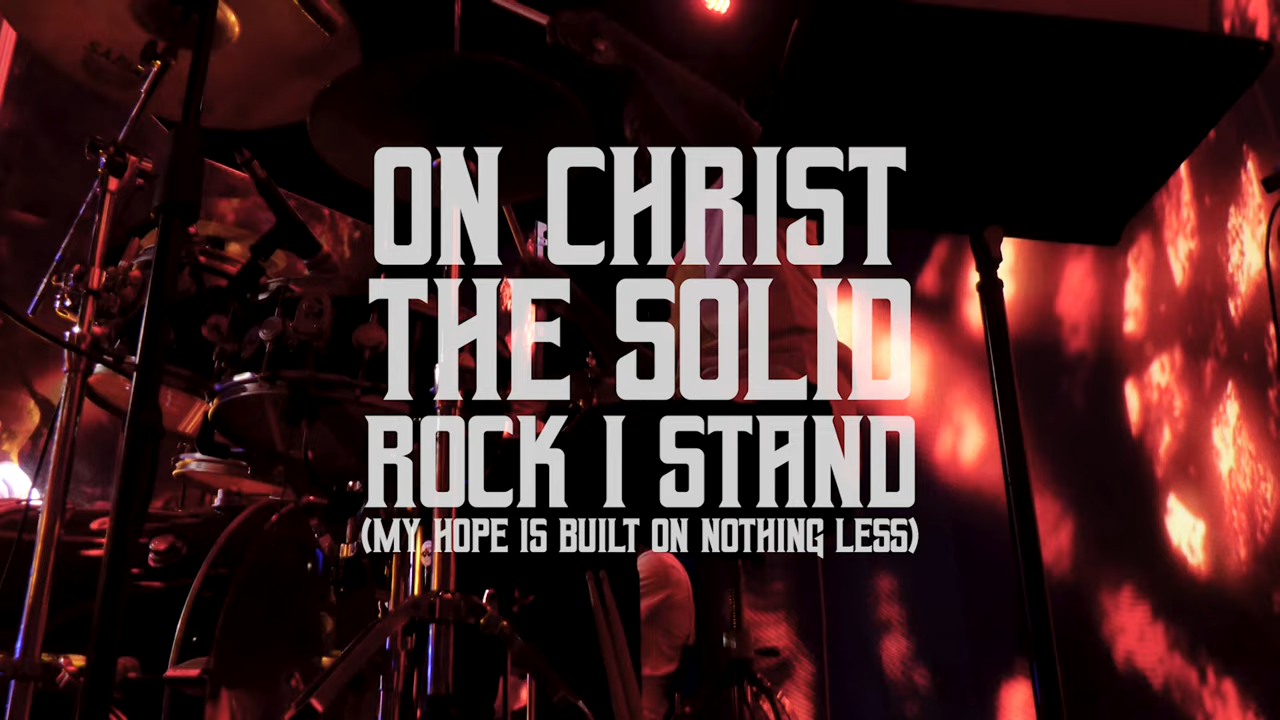 ON CHRIST
THE SOLID
ROCK I STAND
(MY HOPE IS BUILT ON NOTHING LESS)